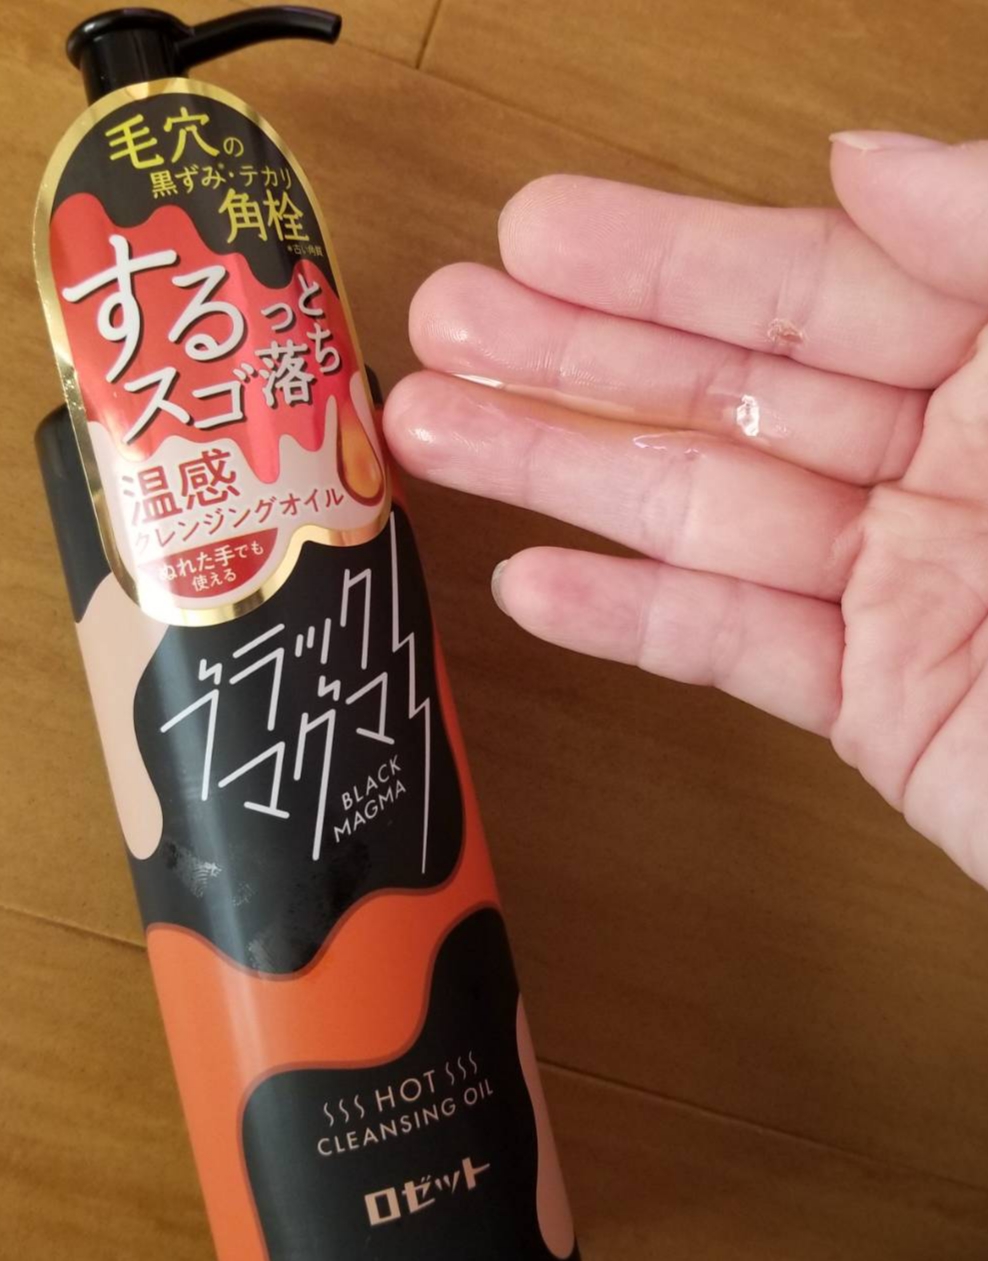 毛穴の
黒ずみ*・テカリ
角栓
*古い角質
するっと
スゴ落ち
温感
クレンジングオイル
ぬれた手でも
使える
ブラック
マグマ
BLACK
MAGMA
HOT
CLEANSING OIL
ロゼット